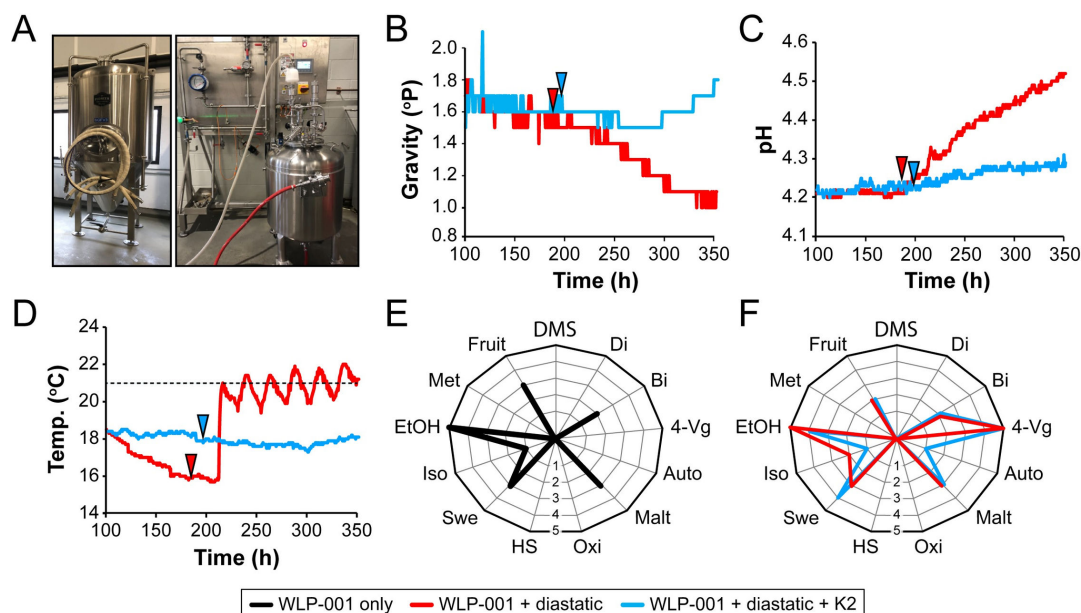 A
B
Gravity (°P)
2.0
1.8
1.6
1.4
1.2
1.0
0.8
100 150 200 250 300 350
Time (h)
C
pH
4.6
4.5
4.4
4.3
4.2
4.1
100 150 200 250 300 350
Time (h)
D
Temp. (°C)
24
22
20
18
16
14
100 150 200 250 300 350
Time (h)
E
DMS
Di
Bi
4-Vg
Auto
Malt
Oxi
HS
Swe
Iso
EtOH
Met
Fruit
1
2
3
4
5
F
DMS
Di
Bi
4-Vg
Auto
Malt
Oxi
HS
Swe
Iso
EtOH
Met
Fruit
1
2
3
4
5
WLP-001 only WLP-001 + diastatic WLP-001 + diastatic + K2